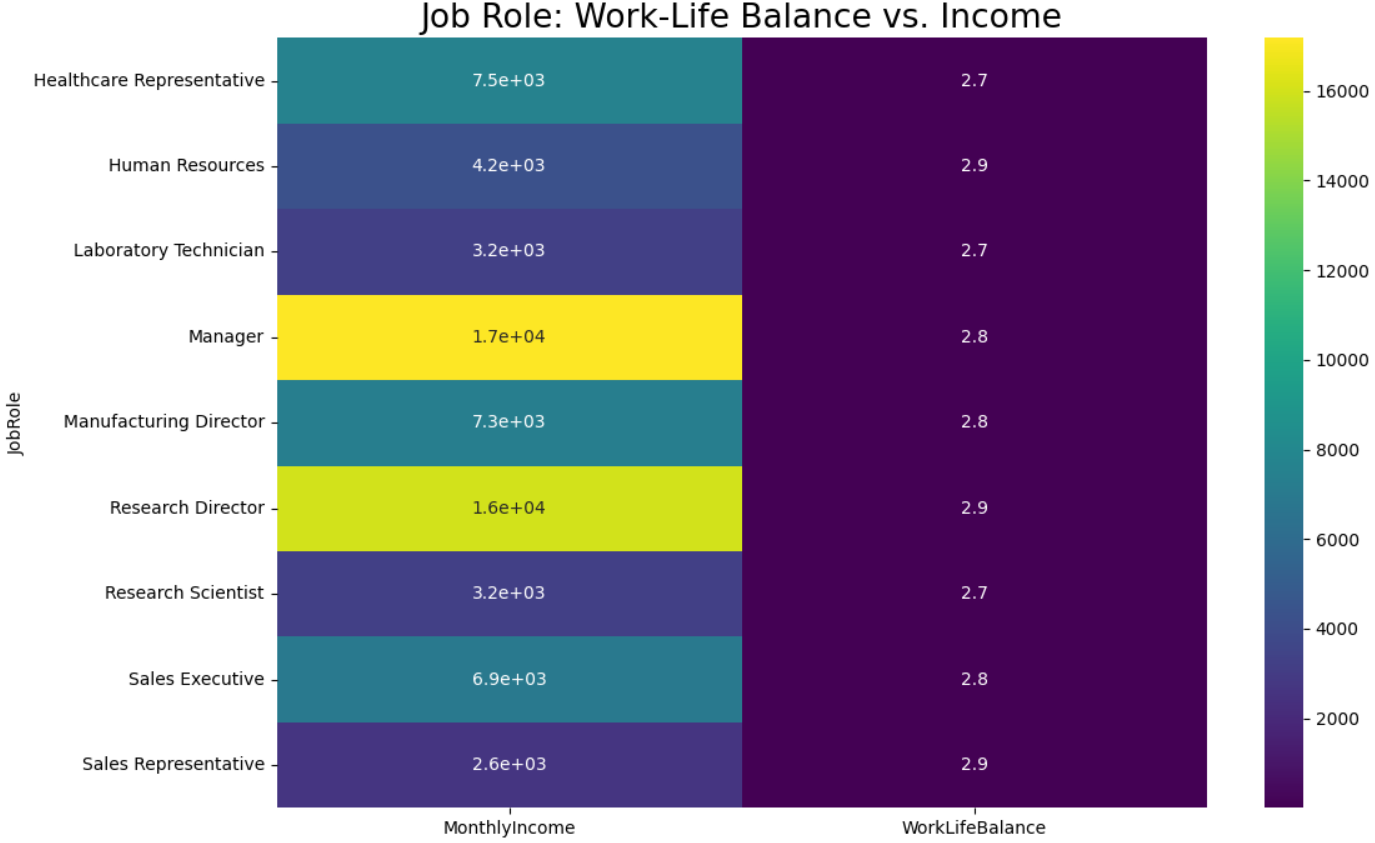 Job Role: Work-Life Balance vs. Income
Healthcare Representative 7.5e+03 2.7
Human Resources 4.2e+03 2.9
Laboratory Technician 3.2e+03 2.7
Manager 1.7e+04 2.8
Manufacturing Director 7.3e+03 2.8
Research Director 1.6e+04 2.9
Research Scientist 3.2e+03 2.7
Sales Executive 6.9e+03 2.8
Sales Representative 2.6e+03 2.9
JobRole
MonthlyIncome WorkLifeBalance
16000
14000
12000
10000
8000
6000
4000
2000